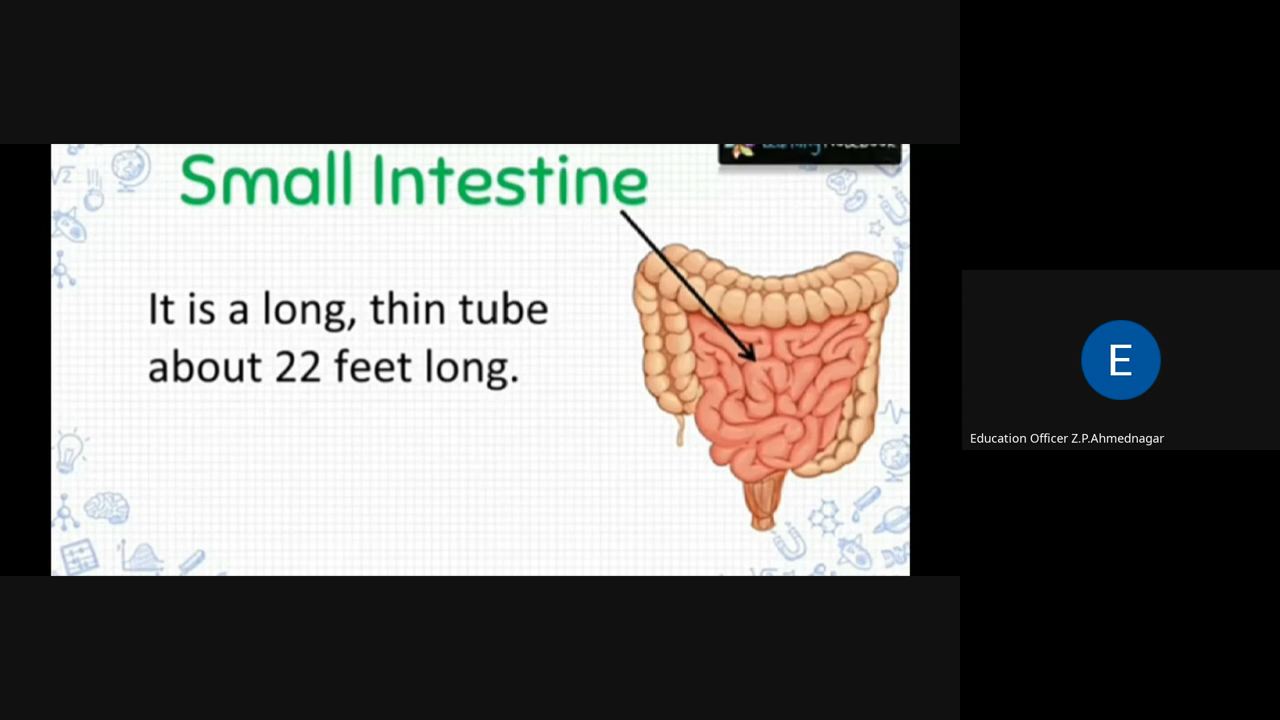 Small Intestine
It is a long, thin tube
about 22 feet long.
E
Education Officer Z.P.Ahmednagar